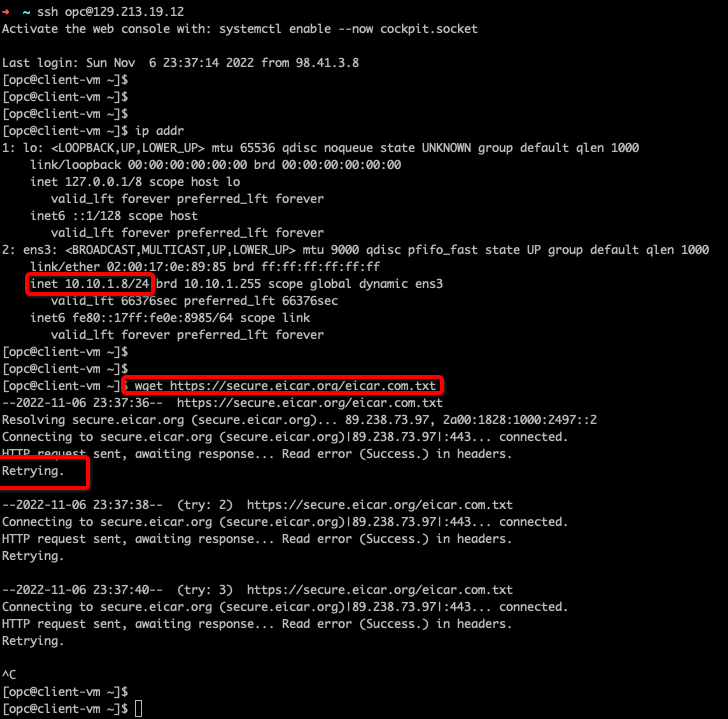 ➜  ~ ssh opc@129.213.19.12
Activate the web console with: systemctl enable --now cockpit.socket

Last login: Sun Nov  6 23:37:14 2022 from 98.41.3.8
[opc@client-vm ~]$
[opc@client-vm ~]$
[opc@client-vm ~]$
[opc@client-vm ~]$ ip addr
1: lo: <LOOPBACK,UP,LOWER_UP> mtu 65536 qdisc noqueue state UNKNOWN group default qlen 1000
    link/loopback 00:00:00:00:00:00 brd 00:00:00:00:00:00
    inet 127.0.0.1/8 scope host lo
       valid_lft forever preferred_lft forever
    inet6 ::1/128 scope host
       valid_lft forever preferred_lft forever
2: ens3: <BROADCAST,MULTICAST,UP,LOWER_UP> mtu 9000 qdisc pfifo_fast state UP group default qlen 1000
    link/ether 02:00:17:0e:89:85 brd ff:ff:ff:ff:ff:ff
    inet 10.10.1.8/24 brd 10.10.1.255 scope global dynamic ens3
       valid_lft 66376sec preferred_lft 66376sec
    inet6 fe80::17ff:fe0e:8985/64 scope link
       valid_lft forever preferred_lft forever
[opc@client-vm ~]$
[opc@client-vm ~]$
[opc@client-vm ~]$ wget https://secure.eicar.org/eicar.com.txt
--2022-11-06 23:37:36--  https://secure.eicar.org/eicar.com.txt
Resolving secure.eicar.org (secure.eicar.org)... 89.238.73.97, 2a00:1828:1000:2497::2
Connecting to secure.eicar.org (secure.eicar.org)|89.238.73.97|:443... connected.
HTTP request sent, awaiting response... Read error (Success.) in headers.
Retrying.

--2022-11-06 23:37:38--  (try: 2)  https://secure.eicar.org/eicar.com.txt
Connecting to secure.eicar.org (secure.eicar.org)|89.238.73.97|:443... connected.
HTTP request sent, awaiting response... Read error (Success.) in headers.
Retrying.

--2022-11-06 23:37:40--  (try: 3)  https://secure.eicar.org/eicar.com.txt
Connecting to secure.eicar.org (secure.eicar.org)|89.238.73.97|:443... connected.
HTTP request sent, awaiting response... Read error (Success.) in headers.
Retrying.

^C
[opc@client-vm ~]$
[opc@client-vm ~]$